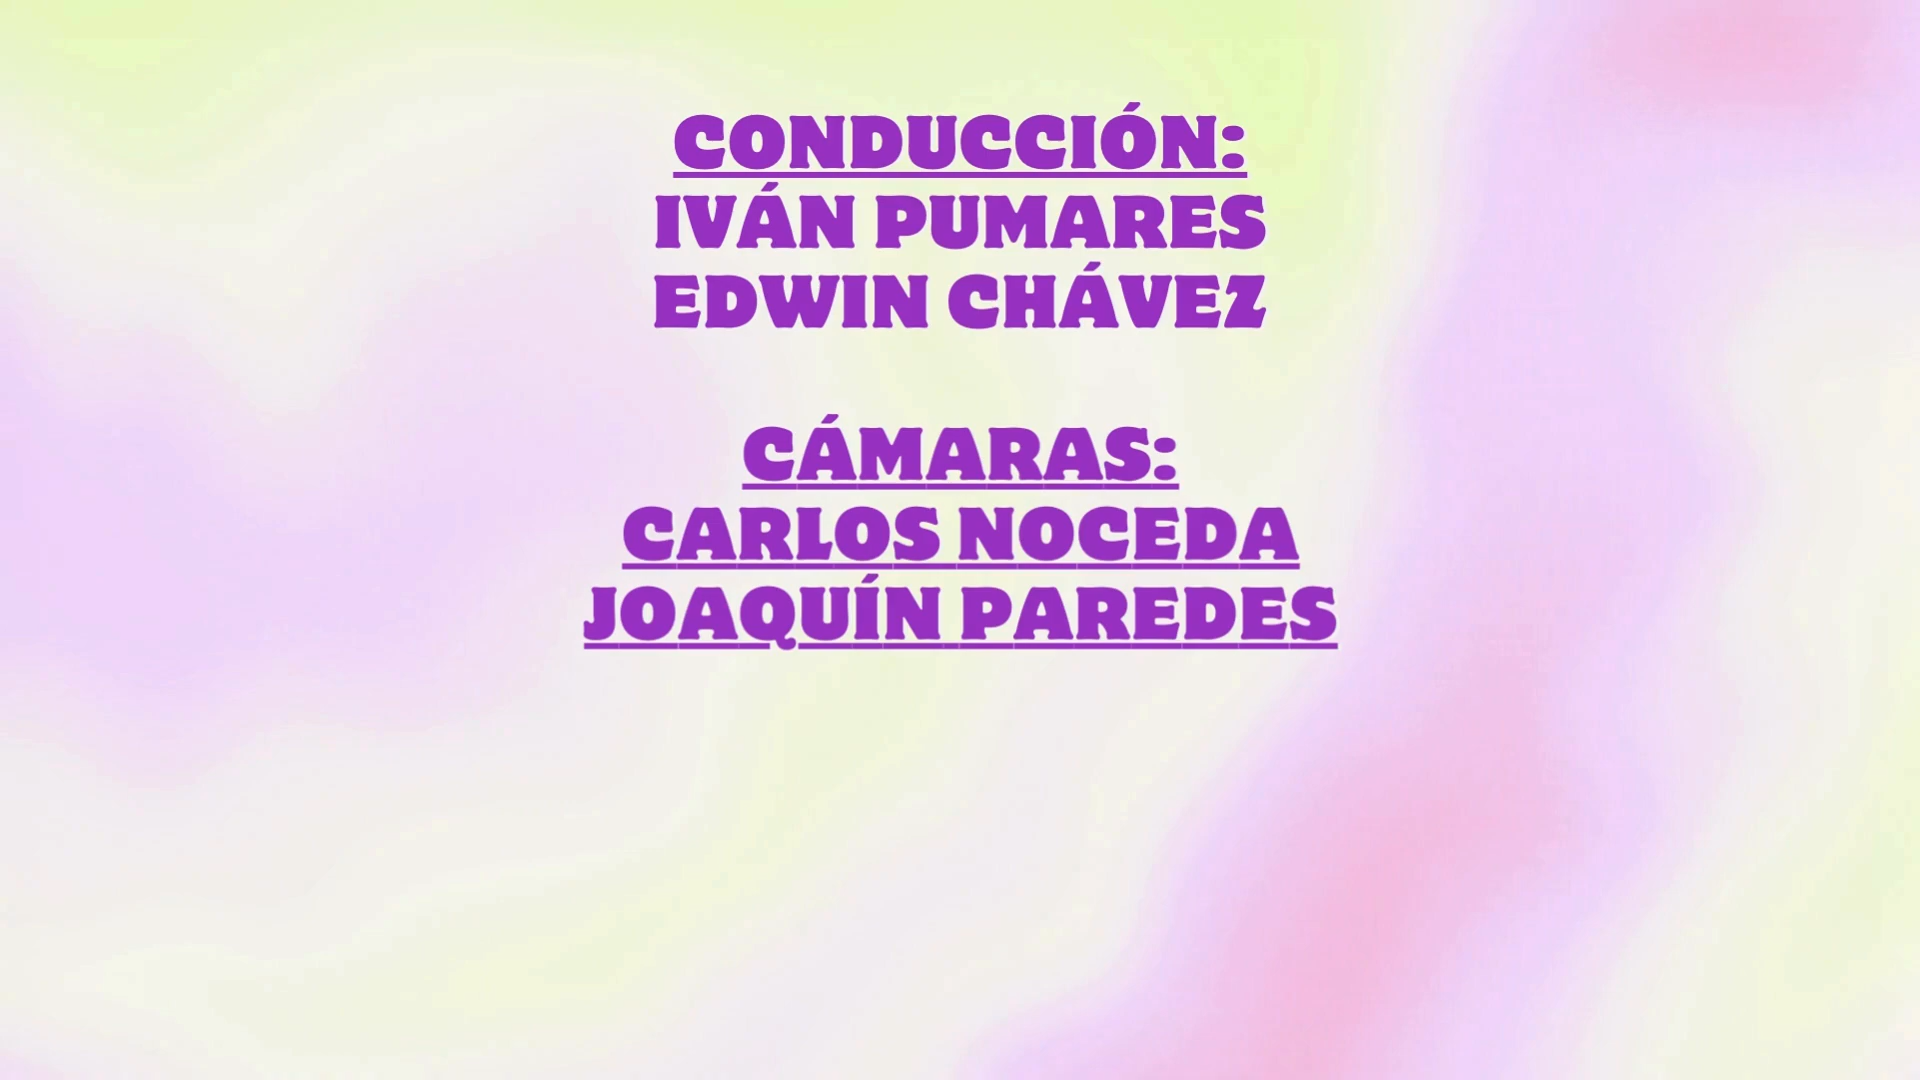 CONDUCCIÓN:
IVÁN PUMARES
EDWIN CHÁVEZ
CÁMARAS:
CARLOS NOCEDA
JOAQUÍN PAREDES